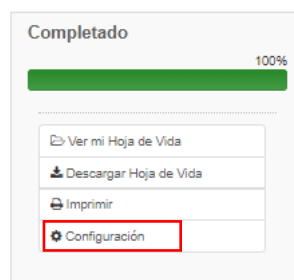 Completado
100%
Ver mi Hoja de Vida
Descargar Hoja de Vida
Imprimir
Configuración